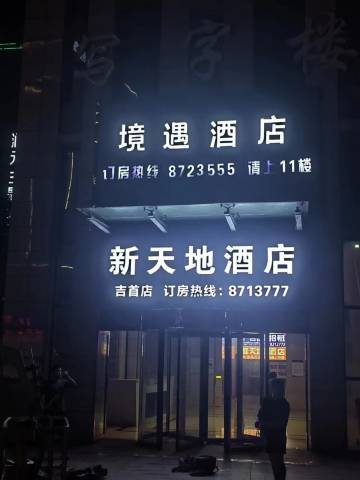 写字楼
境遇酒店
订房热线 8723555 请上11楼
新天地酒店
吉首店 订房热线:8713777